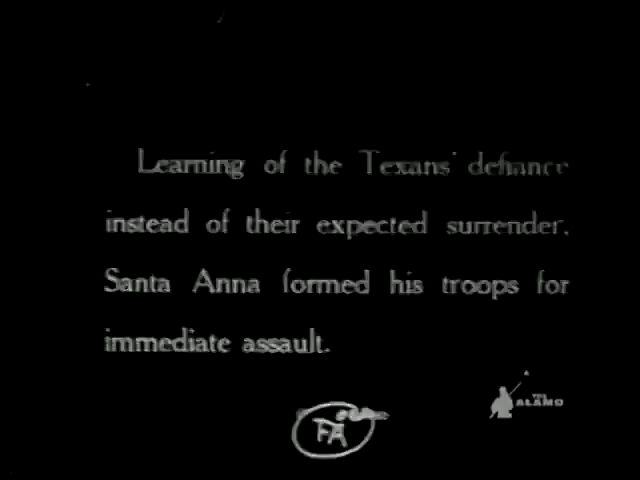 Learning of the Texans' defiance
instead of their expected surrender,
Santa Anna formed his troops for
immediate assault.
THE
ALAMO
FA